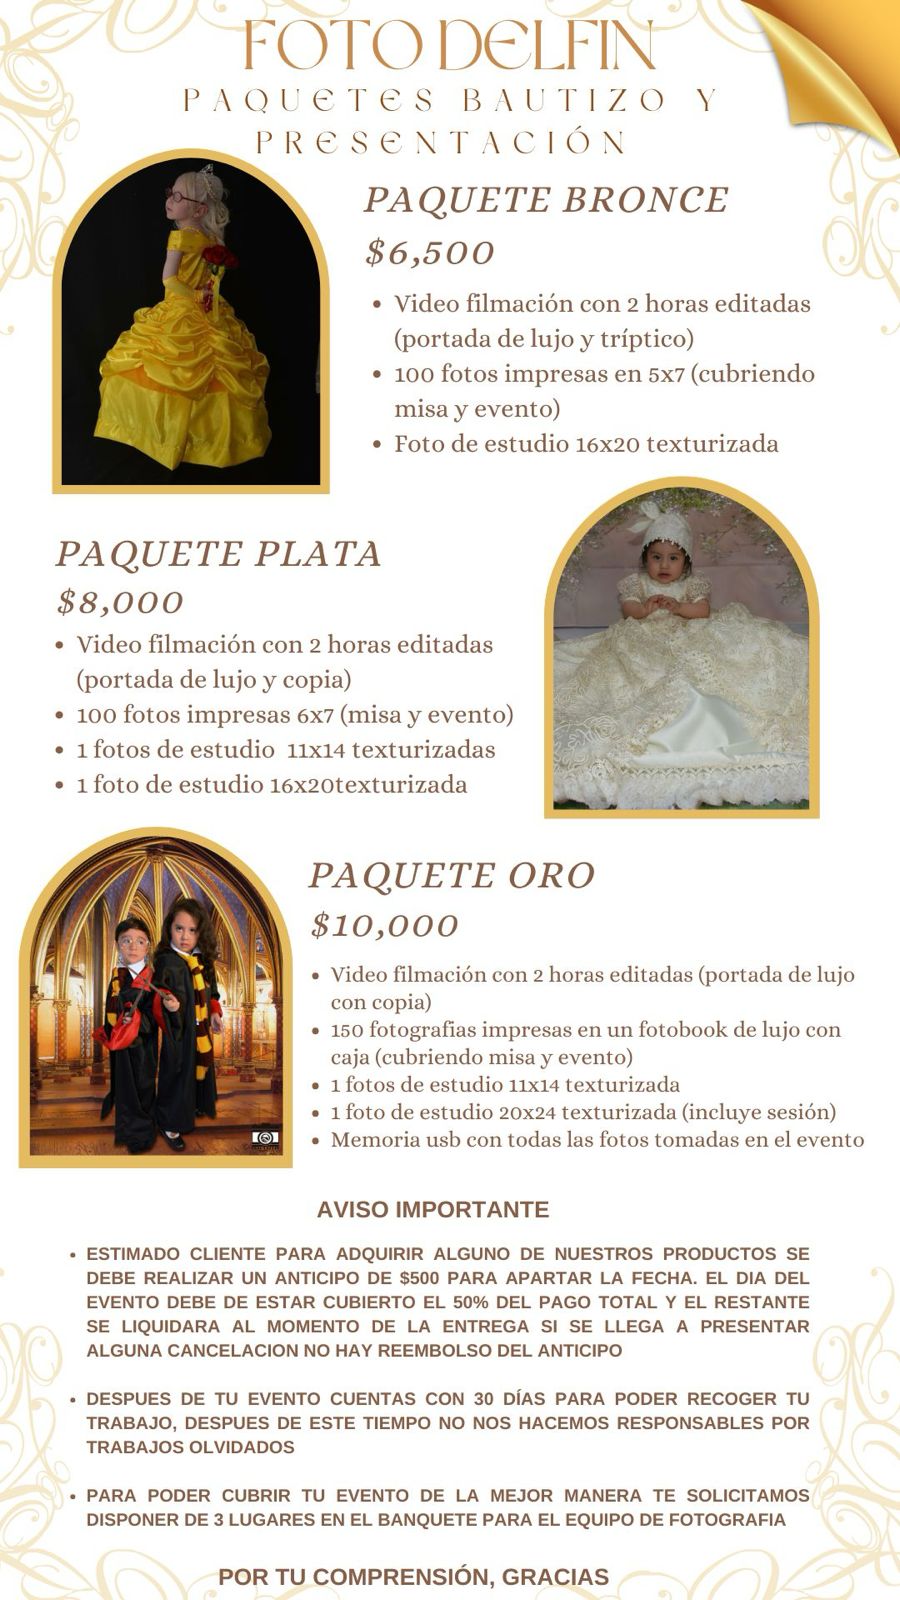 FOTO DELFIN
PAQUETES BAUTIZO Y
PRESENTACIÓN
PAQUETE BRONCE
$6,500
• Video filmación con 2 horas editadas
(portada de lujo y tríptico)
• 100 fotos impresas en 5x7 (cubriendo
misa y evento)
• Foto de estudio 16x20 texturizada
PAQUETE PLATA
$8,000
• Video filmación con 2 horas editadas
(portada de lujo y copia)
• 100 fotos impresas 6x7 (misa y evento)
• 1 fotos de estudio 11x14 texturizadas
• 1 foto de estudio 16x20texturizada
PAQUETE ORO
$10,000
• Video filmación con 2 horas editadas (portada de lujo
con copia)
• 150 fotografias impresas en un fotobook de lujo con
caja (cubriendo misa y evento)
• 1 fotos de estudio 11x14 texturizada
• 1 foto de estudio 20x24 texturizada (incluye sesión)
• Memoria usb con todas las fotos tomadas en el evento
AVISO IMPORTANTE
• ESTIMADO CLIENTE PARA ADQUIRIR ALGUNO DE NUESTROS PRODUCTOS SE
DEBE REALIZAR UN ANTICIPO DE $500 PARA APARTAR LA FECHA. EL DIA DEL
EVENTO DEBE DE ESTAR CUBIERTO EL 50% DEL PAGO TOTAL Y EL RESTANTE
SE LIQUIDARA AL MOMENTO DE LA ENTREGA SI SE LLEGA A PRESENTAR
ALGUNA CANCELACION NO HAY REEMBOLSO DEL ANTICIPO
• DESPUES DE TU EVENTO CUENTAS CON 30 DÍAS PARA PODER RECOGER TU
TRABAJO, DESPUES DE ESTE TIEMPO NO NOS HACEMOS RESPONSABLES POR
TRABAJOS OLVIDADOS
• PARA PODER CUBRIR TU EVENTO DE LA MEJOR MANERA TE SOLICITAMOS
DISPONER DE 3 LUGARES EN EL BANQUETE PARA EL EQUIPO DE FOTOGRAFIA
POR TU COMPRENSIÓN, GRACIAS